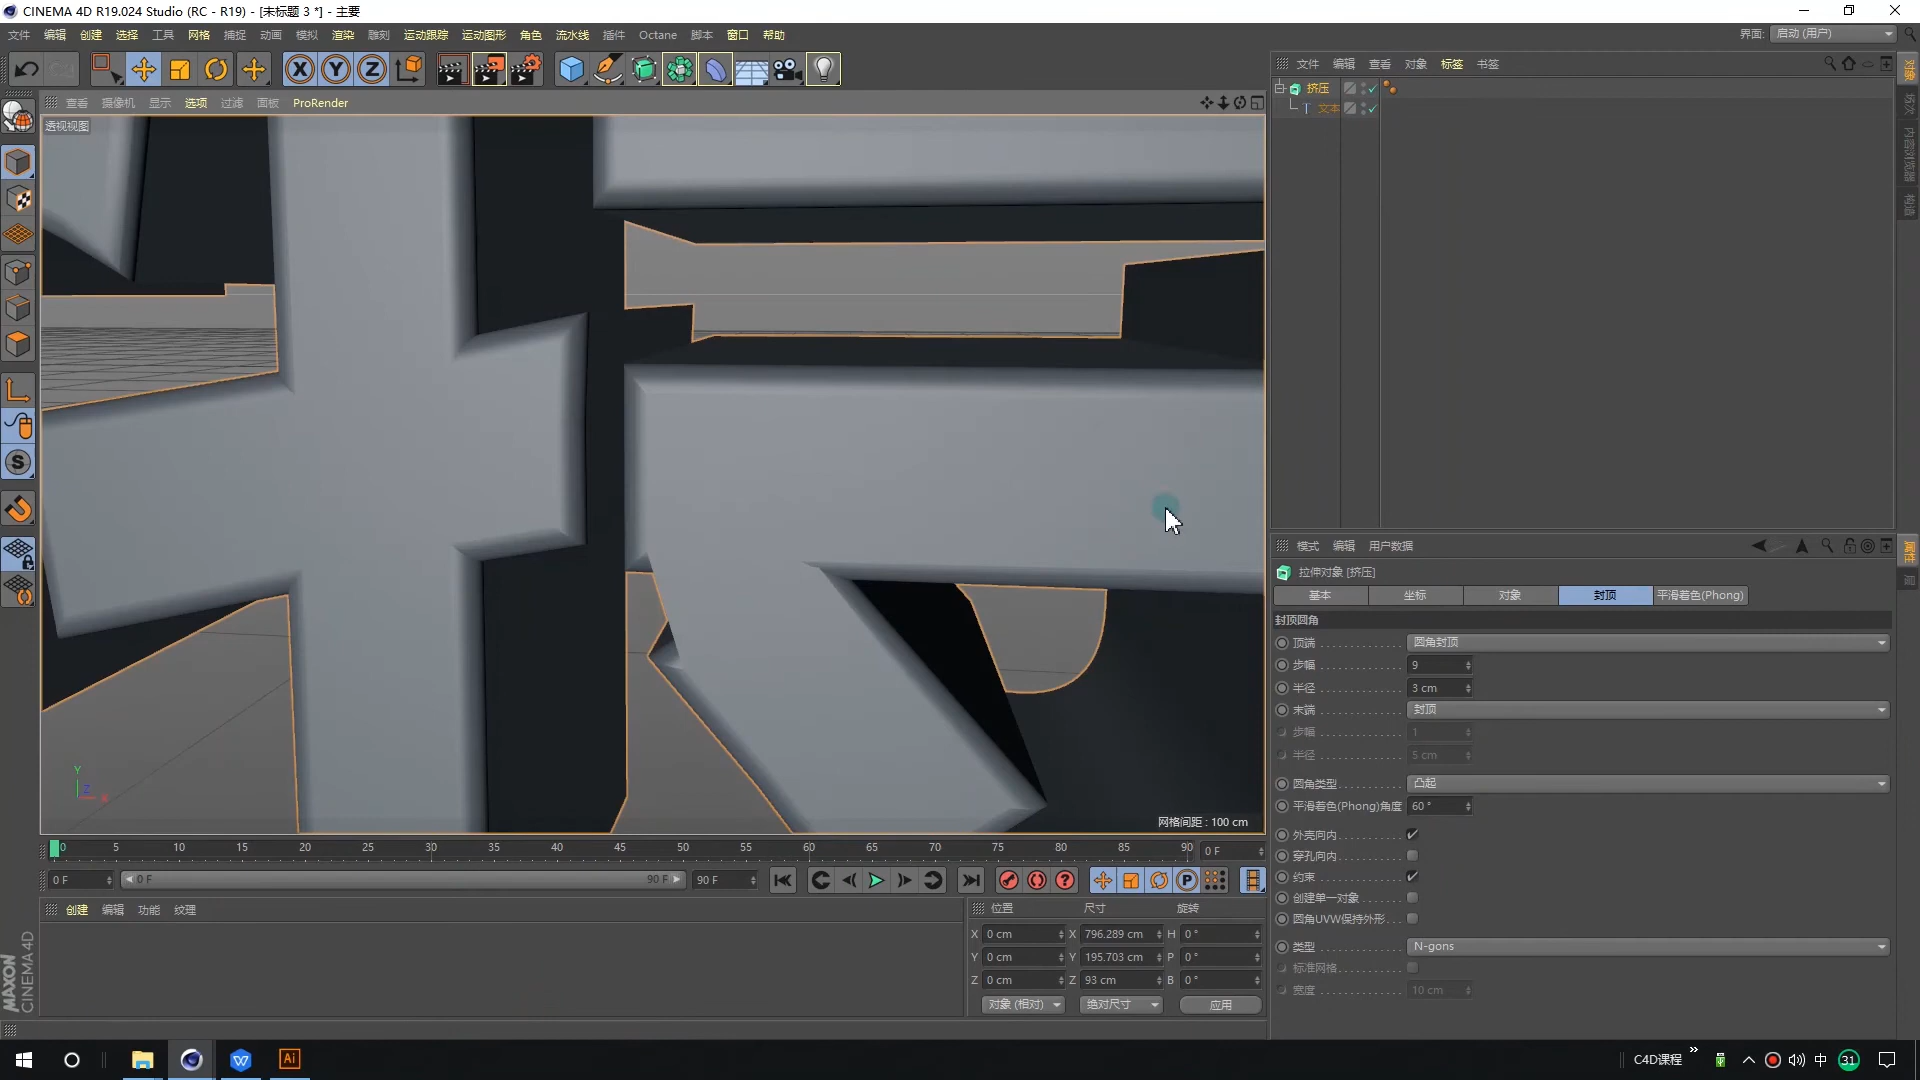 CINEMA 4D R19.024 Studio (RC - R19) - [未标题 3 *] - 主要
文件 编辑 创建 选择 工具 网格 捕捉 动画 模拟 渲染 雕刻 运动跟踪 运动图形 角色 流水线 插件 Octane 脚本 窗口 帮助
界面: 启动 (用户)
查看 摄像机 显示 选项 过滤 面板 ProRender
透视视图
文件 编辑 查看 对象 标签 书签
挤压
文本
对象
场次
内容浏览器
构造
网格间距 : 100 cm
模式 编辑 用户数据
拉伸对象 [挤压]
基本 坐标 对象 封顶 平滑着色(Phong)
封顶圆角
顶端 圆角封顶
步幅 9
半径 3 cm
末端 封顶
步幅 1
半径 5 cm
圆角类型 凸起
平滑着色(Phong)角度 60 °
外壳向内
穿孔向内
约束
创建单一对象
圆角UVW保持外形
类型 N-gons
标准网格
宽度 10 cm
属性
层
0 5 10 15 20 25 30 35 40 45 50 55 60 65 70 75 80 85 90 0 F
0 F 0 F 90 F 90 F
创建 编辑 功能 纹理
位置 尺寸 旋转
X 0 cm X 796.289 cm H 0 °
Y 0 cm Y 195.703 cm P 0 °
Z 0 cm Z 93 cm B 0 °
对象 (相对) 绝对尺寸 应用
MAXON
CINEMA 4D
C4D课程 中 31